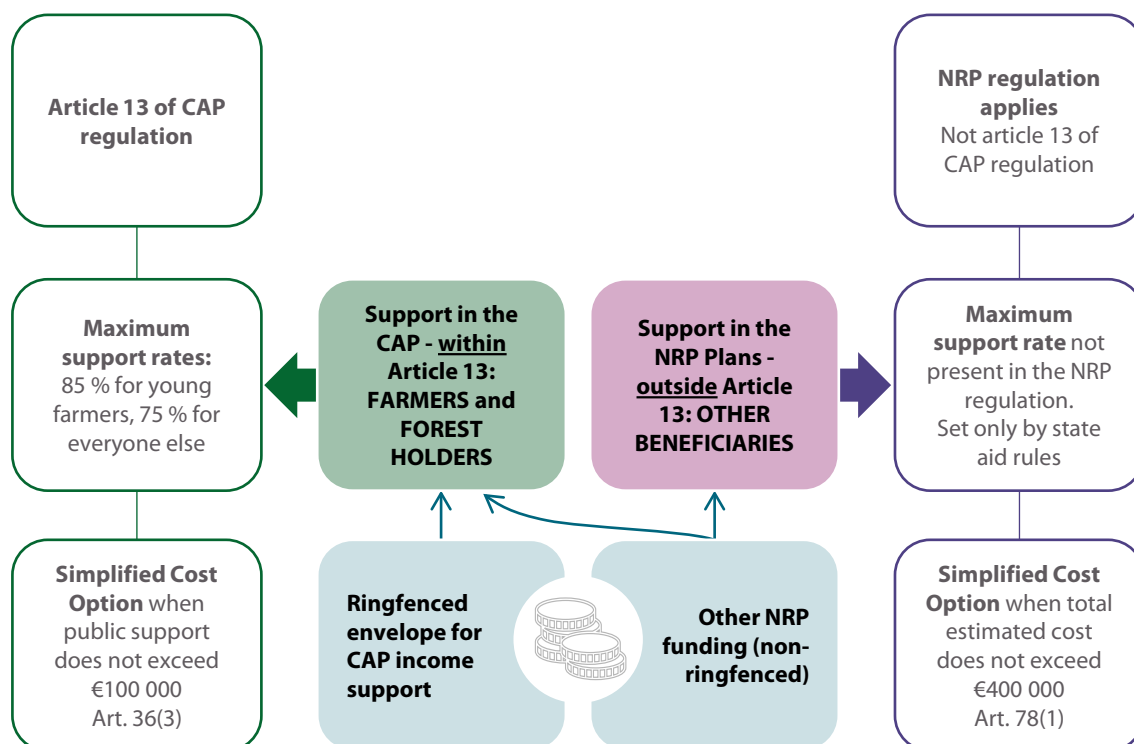 Article 13 of CAP
regulation
NRP regulation
applies
Not article 13 of
CAP regulation
Maximum
support rates:
85 % for young
farmers, 75 % for
everyone else
Support in the
CAP - within
Article 13:
FARMERS and
FOREST
HOLDERS
Support in the
NRP Plans -
outside Article
13: OTHER
BENEFICIARIES
Maximum
support rate not
present in the NRP
regulation.
Set only by state
aid rules
Simplified Cost
Option when
public support
does not exceed
€100 000
Art. 36(3)
Ringfenced
envelope for
CAP income
support
Other NRP
funding (non-
ringfenced)
Simplified Cost
Option when total
estimated cost
does not exceed
€400 000
Art. 78(1)